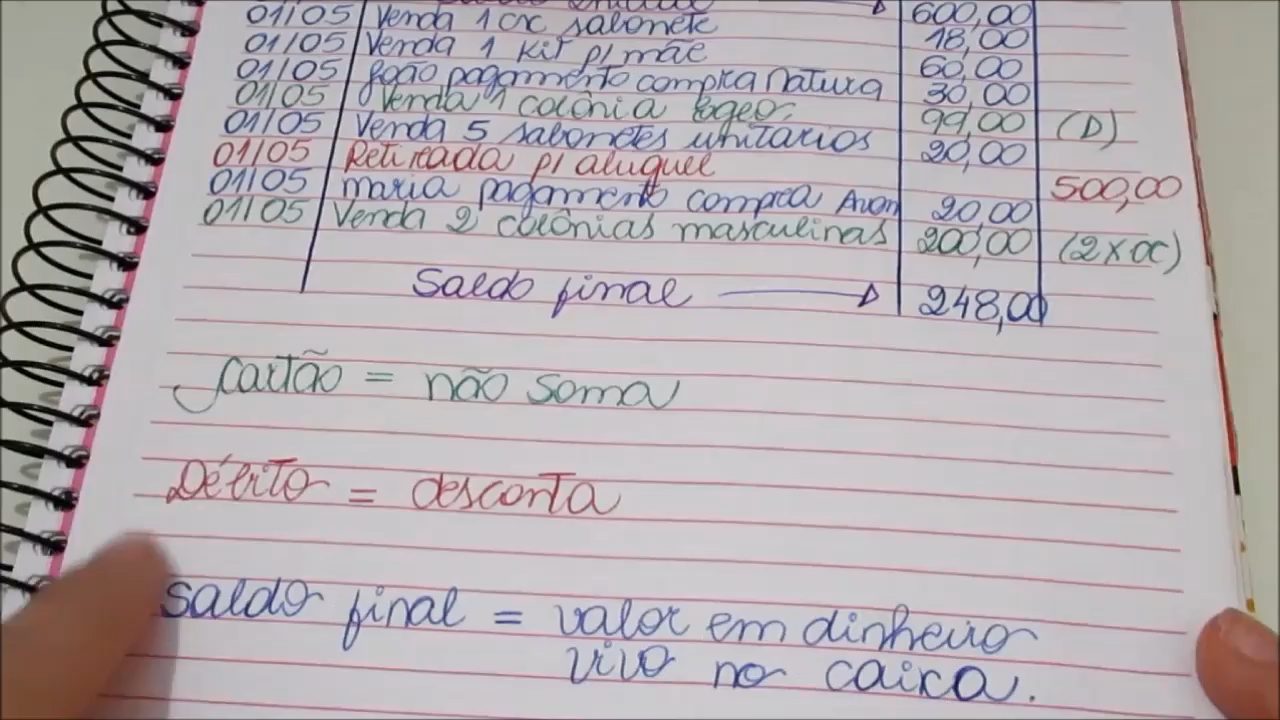 600,00
01/05 Venda 1 cx sabonete 18,00
01/05 Venda 1 Kit p/ mãe 60,00
01/05 João pagamento compra Natura 30,00
01/05 Venda 1 colônia 99,00 (D)
01/05 Venda 5 sabonetes unitários 20,00
01/05 Retirada p/ aluguel 500,00
01/05 maria pagamento compra Avon 20,00
01/05 Venda 2 colônias masculinas 200,00 (2x cc)
Saldo final 248,00
Cartão = não soma
Débito = desconta
Saldo final = valor em dinheiro
vivo no caixa.